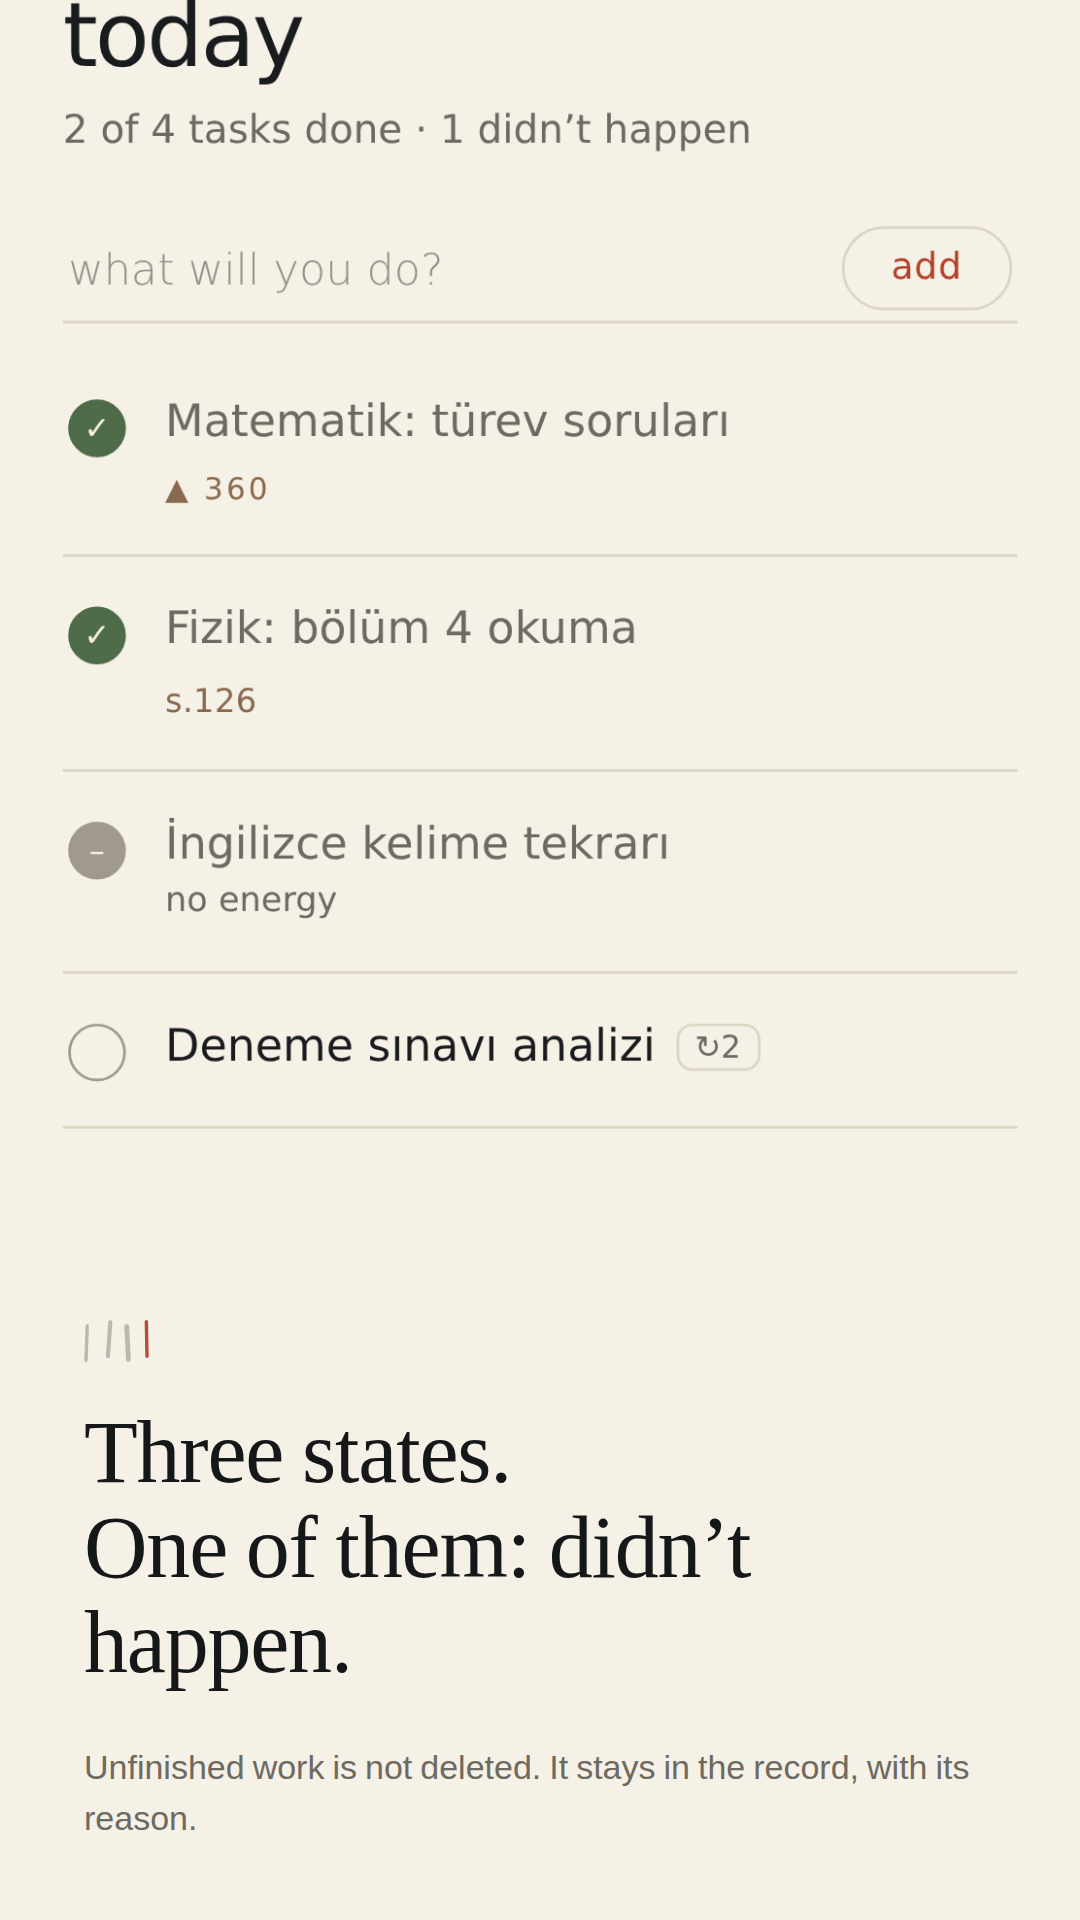 today
2 of 4 tasks done · 1 didn’t happen
what will you do?
add
✓ Matematik: türev soruları
▲ 360
✓ Fizik: bölüm 4 okuma
s.126
– İngilizce kelime tekrarı
no energy
Deneme sınavı analizi ↻2
Three states.
One of them: didn’t
happen.
Unfinished work is not deleted. It stays in the record, with its
reason.